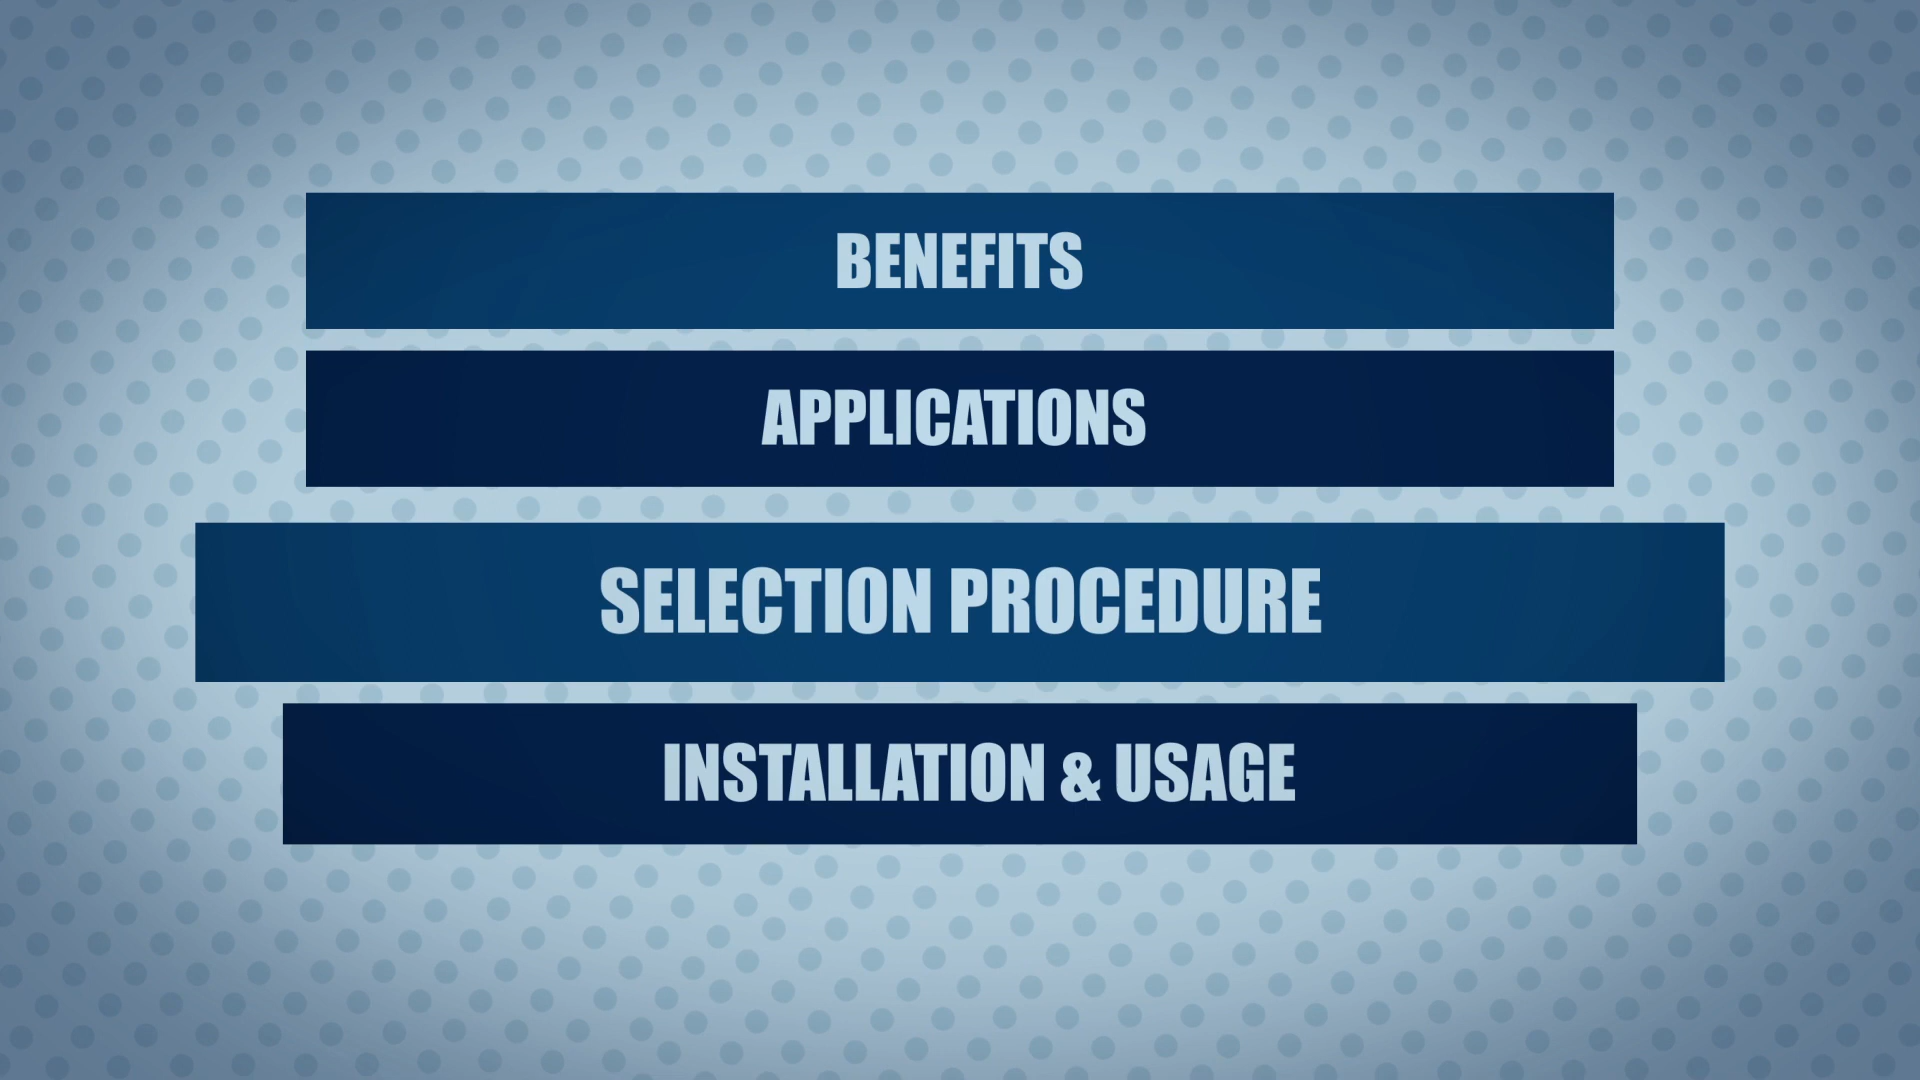 BENEFITS
APPLICATIONS
SELECTION PROCEDURE
INSTALLATION & USAGE